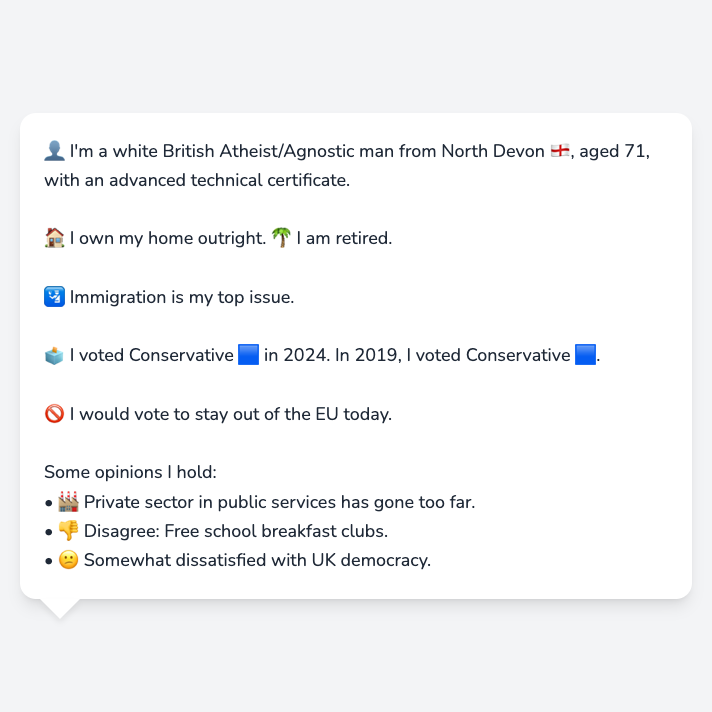 👤 I'm a white British Atheist/Agnostic man from North Devon 🏴󠁧󠁢󠁥󠁮󠁧󠁿, aged 71,
with an advanced technical certificate.
🏠 I own my home outright. 🌴 I am retired.
🛂 Immigration is my top issue.
🗳️ I voted Conservative 🟦 in 2024. In 2019, I voted Conservative 🟦.
🚫 I would vote to stay out of the EU today.
Some opinions I hold:
• 🏭 Private sector in public services has gone too far.
• 👎 Disagree: Free school breakfast clubs.
• 😕 Somewhat dissatisfied with UK democracy.